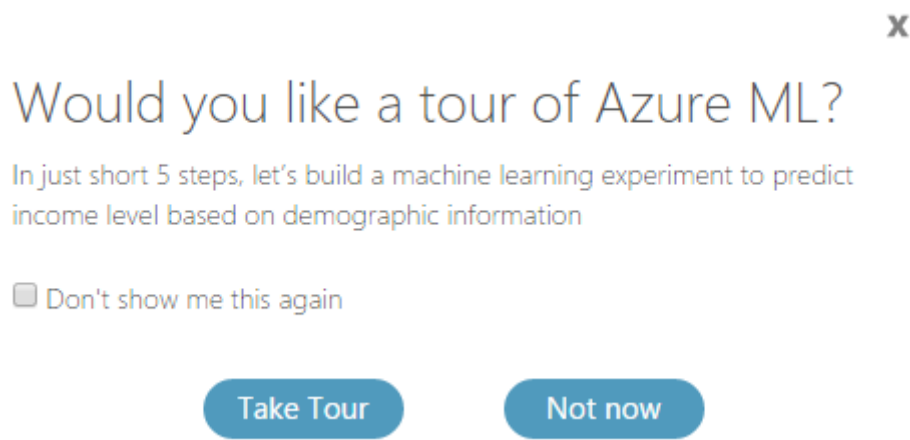 x
Would you like a tour of Azure ML?
In just short 5 steps, let's build a machine learning experiment to predict
income level based on demographic information
Don't show me this again
Take Tour
Not now